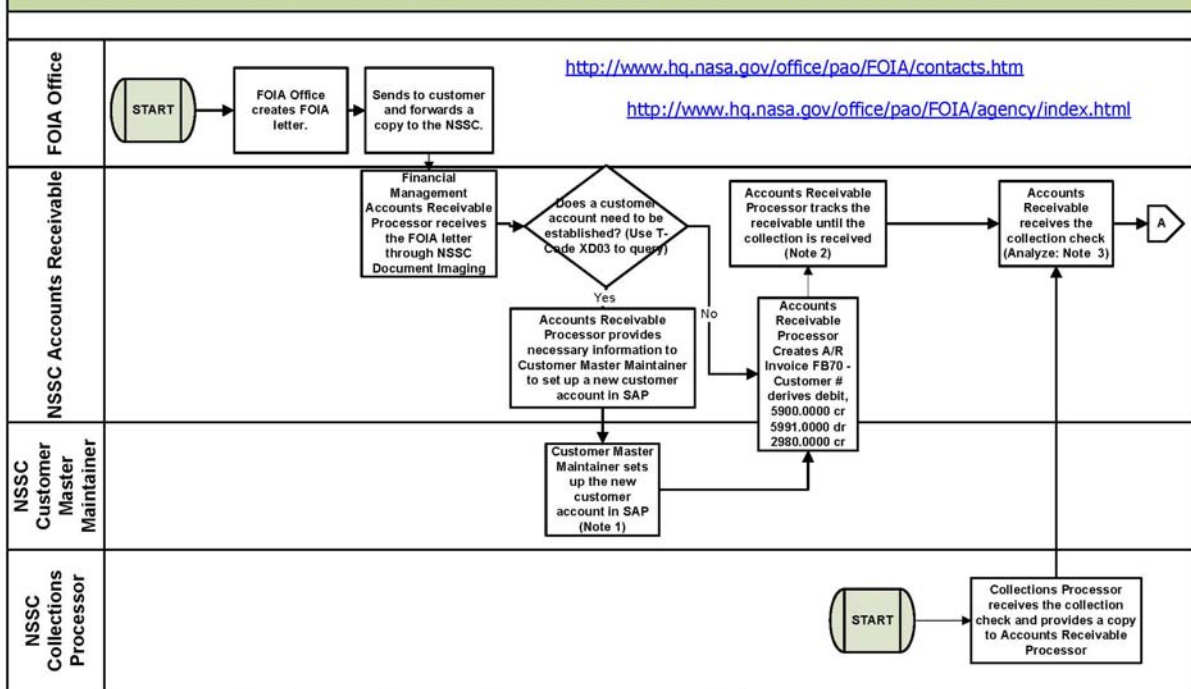 FOIA Office
START
FOIA Office
creates FOIA
letter.
Sends to customer
and forwards a
copy to the NSSC.
http://www.hq.nasa.gov/office/pao/FOIA/contacts.htm
http://www.hq.nasa.gov/office/pao/FOIA/agency/index.html
NSSC Accounts Receivable
Financial
Management
Accounts Receivable
Processor receives
the FOIA letter
through NSSC
Document Imaging
Does a customer
account need to be
established? (Use T-
Code XD03 to query)
Yes
No
Accounts Receivable
Processor provides
necessary information to
Customer Master Maintainer
to set up a new customer
account in SAP
Accounts
Receivable
Processor
Creates A/R
Invoice FB70 -
Customer #
derives debit,
5900.0000 cr
5991.0000 dr
2980.0000 cr
Accounts Receivable
Processor tracks the
receivable until the
collection is received
(Note 2)
Accounts
Receivable
receives the
collection check
(Analyze: Note 3)
A
NSSC
Customer
Master
Maintainer
Customer Master
Maintainer sets
up the new
customer
account in SAP
(Note 1)
NSSC
Collections
Processor
START
Collections Processor
receives the collection
check and provides a copy
to Accounts Receivable
Processor